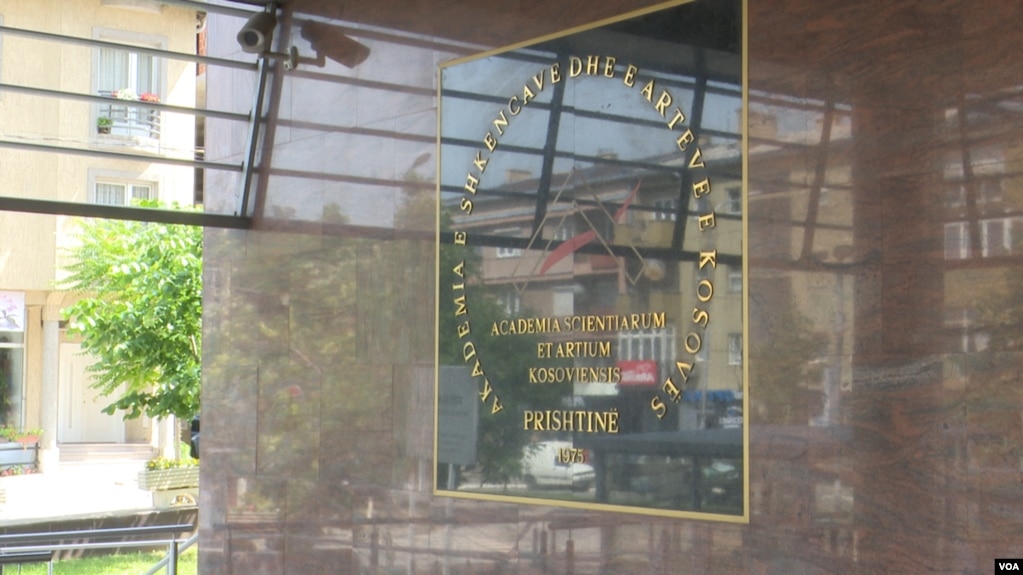 AKADEMIA E SHKENCAVE DHE E ARTEVE E KOSOVËS
ACADEMIA SCIENTIARUM
ET ARTIUM
KOSOVIENSIS
PRISHTINË
1975
VOA